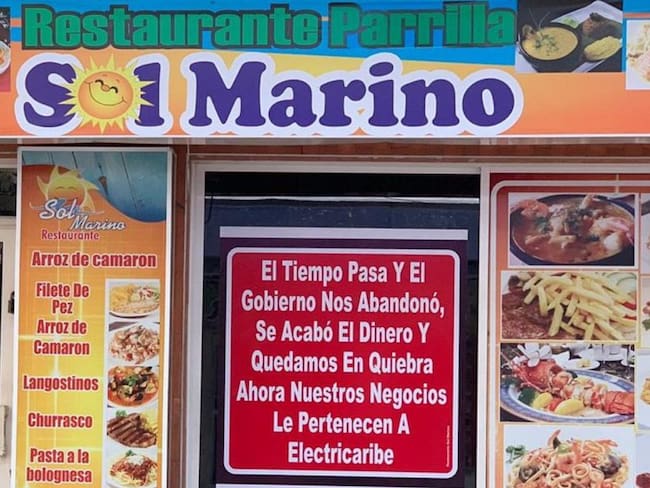 Restaurante Parrilla
Sol Marino
Sol
Marino
Restaurante
Arroz de camaron
Filete De
Pez
Arroz de
Camaron
Langostinos
Churrasco
Pasta a la
bolognesa
El Tiempo Pasa Y El
Gobierno Nos Abandonó,
Se Acabó El Dinero Y
Quedamos En Quiebra
Ahora Nuestros Negocios
Le Pertenecen A
Electricaribe